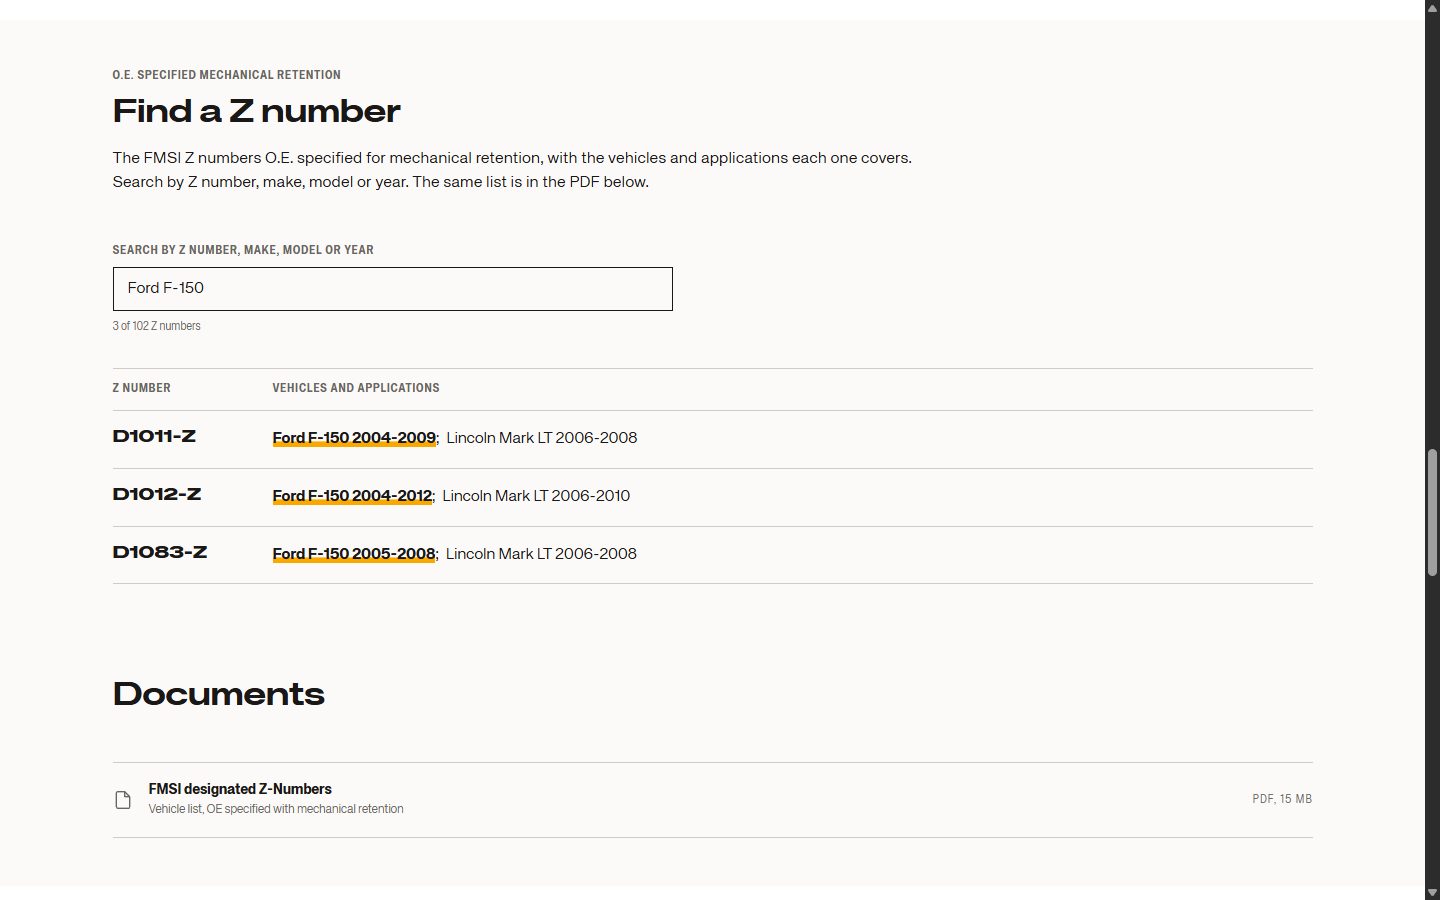 O.E. SPECIFIED MECHANICAL RETENTION
Find a Z number
The FMSI Z numbers O.E. specified for mechanical retention, with the vehicles and applications each one covers.
Search by Z number, make, model or year. The same list is in the PDF below.
SEARCH BY Z NUMBER, MAKE, MODEL OR YEAR
Ford F-150
3 of 102 Z numbers
Z NUMBER VEHICLES AND APPLICATIONS
D1011-Z Ford F-150 2004-2009; Lincoln Mark LT 2006-2008
D1012-Z Ford F-150 2004-2012; Lincoln Mark LT 2006-2010
D1083-Z Ford F-150 2005-2008; Lincoln Mark LT 2006-2008
Documents
FMSI designated Z-Numbers
Vehicle list, OE specified with mechanical retention
PDF, 15 MB